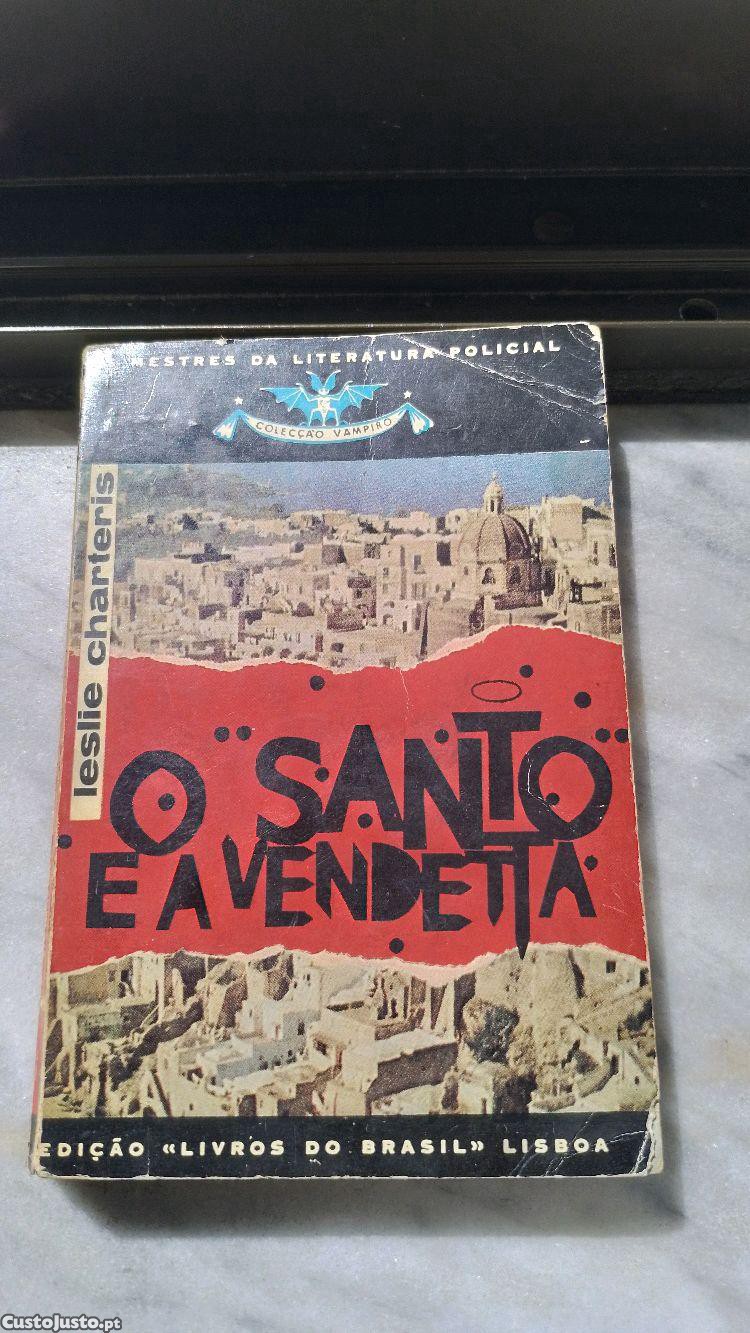 MESTRES DA LITERATURA POLICIAL
COLECÇÃO VAMPIRO
leslie charteris
O "SANTO"
E A VENDETTA
EDIÇÃO «LIVROS DO BRASIL» LISBOA
CustoJusto.pt